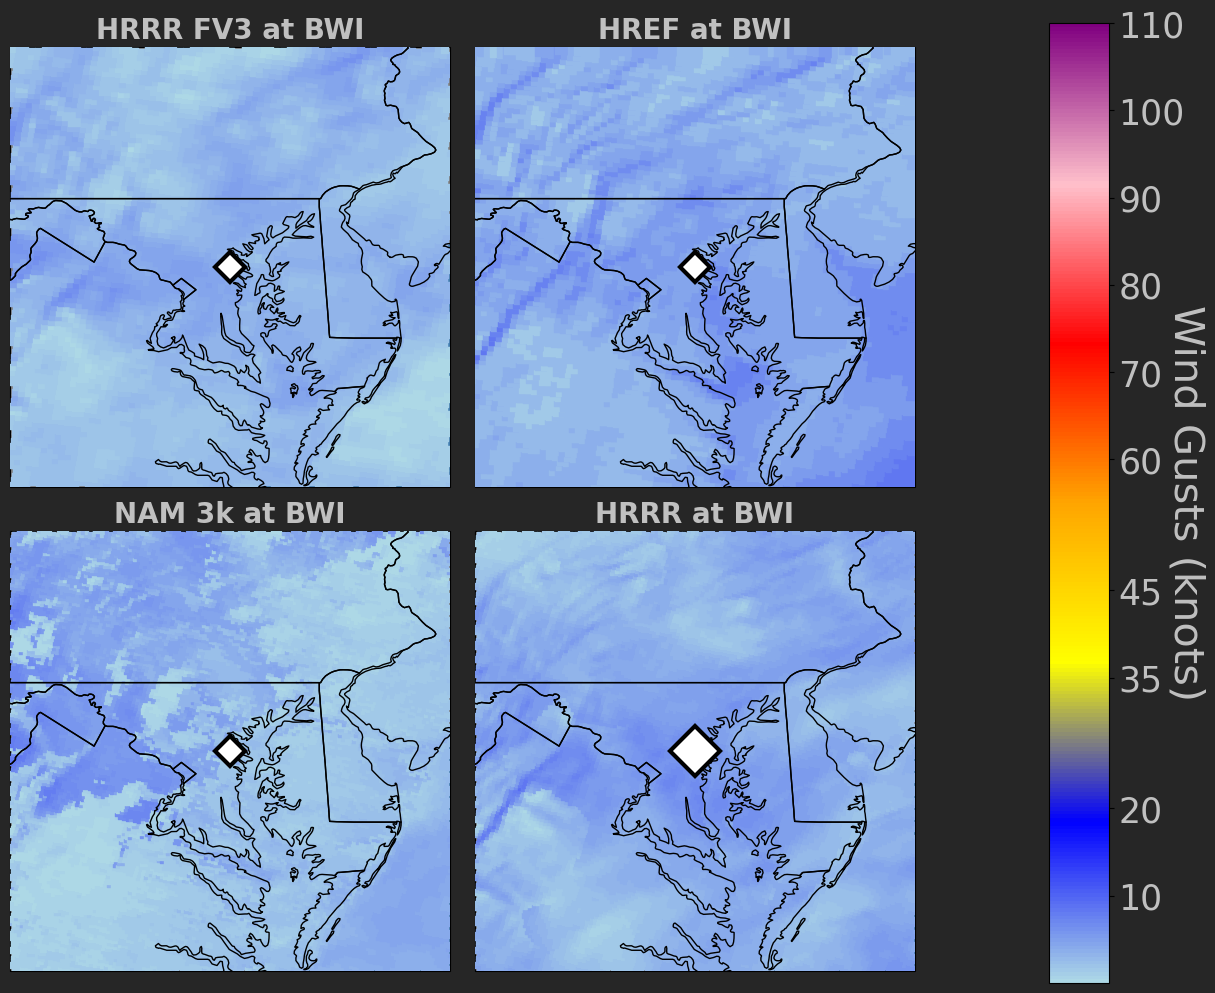 HRRR FV3 at BWI
HREF at BWI
NAM 3k at BWI
HRRR at BWI
110
100
90
80
70
60
45
35
20
10
Wind Gusts (knots)